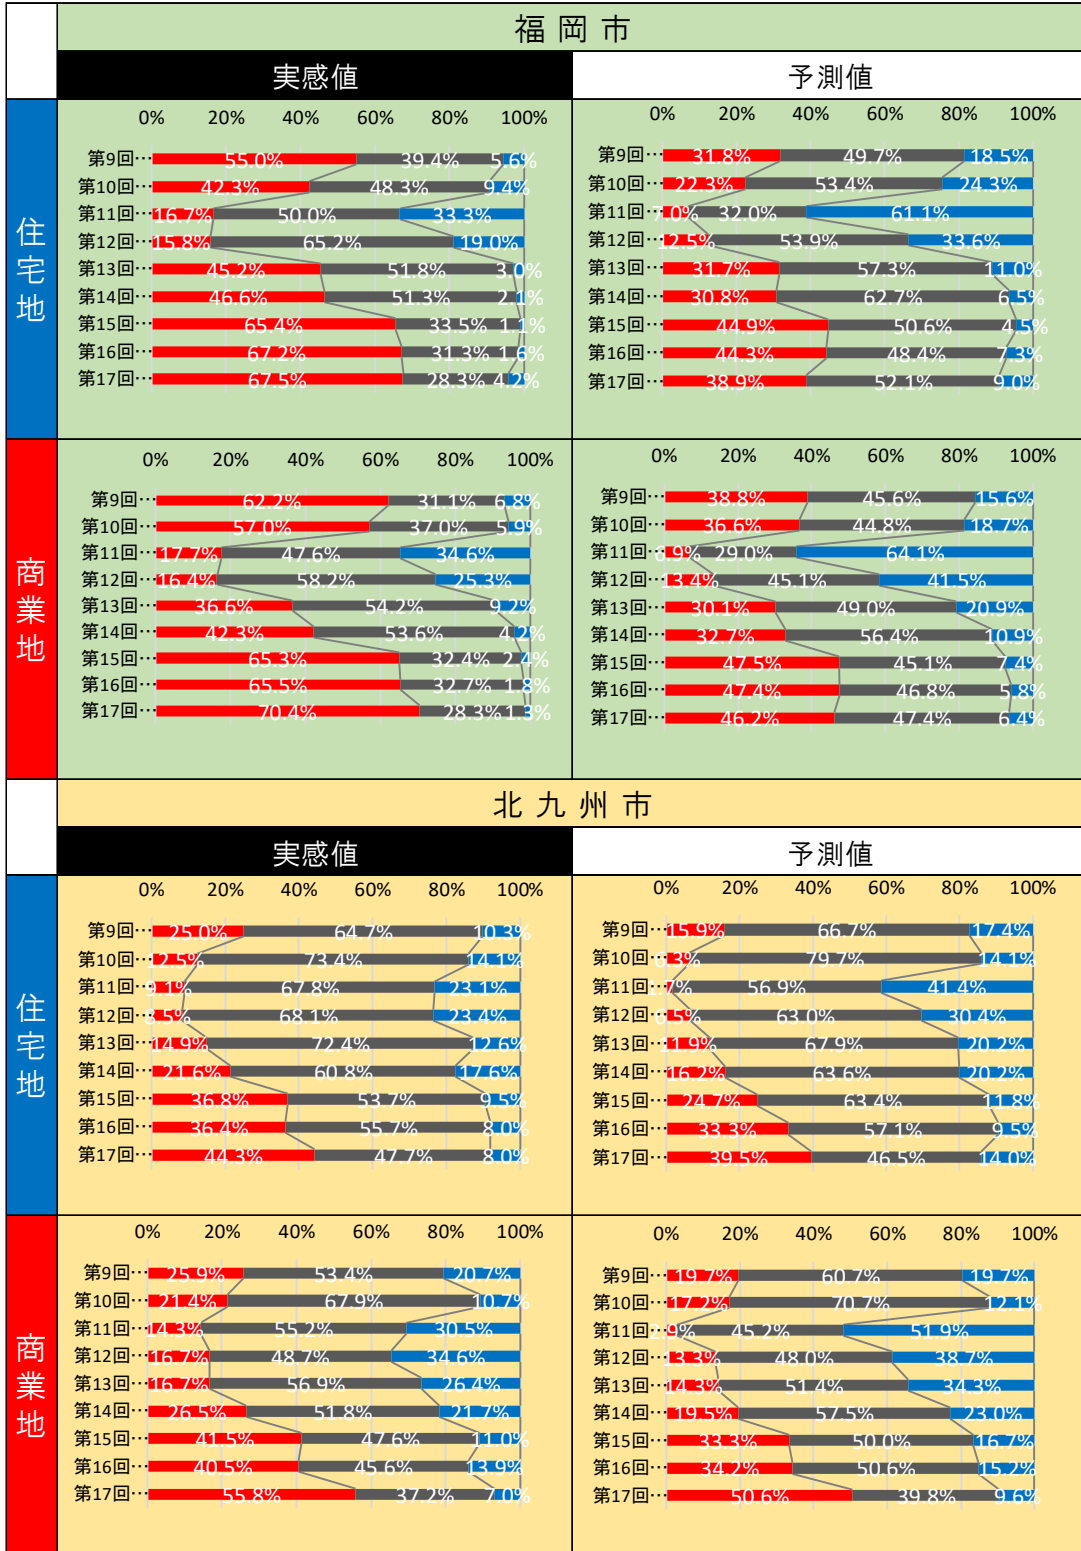 福岡市
実感値
予測値
住宅地
0% 20% 40% 60% 80% 100%
第9回… 55.0% 39.4% 5.6%
第10回… 42.3% 48.3% 9.4%
第11回… 16.7% 50.0% 33.3%
第12回… 15.8% 65.2% 19.0%
第13回… 45.2% 51.8% 3.0%
第14回… 46.6% 51.3% 2.1%
第15回… 65.4% 33.5% 1.1%
第16回… 67.2% 31.3% 1.6%
第17回… 67.5% 28.3% 4.2%
0% 20% 40% 60% 80% 100%
第9回… 31.8% 49.7% 18.5%
第10回… 22.3% 53.4% 24.3%
第11回… 7.0% 32.0% 61.1%
第12回… 12.5% 53.9% 33.6%
第13回… 31.7% 57.3% 11.0%
第14回… 30.8% 62.7% 6.5%
第15回… 44.9% 50.6% 4.5%
第16回… 44.3% 48.4% 7.3%
第17回… 38.9% 52.1% 9.0%
商業地
0% 20% 40% 60% 80% 100%
第9回… 62.2% 31.1% 6.8%
第10回… 57.0% 37.0% 5.9%
第11回… 17.7% 47.6% 34.6%
第12回… 16.4% 58.2% 25.3%
第13回… 36.6% 54.2% 9.2%
第14回… 42.3% 53.6% 4.2%
第15回… 65.3% 32.4% 2.4%
第16回… 65.5% 32.7% 1.8%
第17回… 70.4% 28.3% 1.3%
0% 20% 40% 60% 80% 100%
第9回… 38.8% 45.6% 15.6%
第10回… 36.6% 44.8% 18.7%
第11回… 6.9% 29.0% 64.1%
第12回… 13.4% 45.1% 41.5%
第13回… 30.1% 49.0% 20.9%
第14回… 32.7% 56.4% 10.9%
第15回… 47.5% 45.1% 7.4%
第16回… 47.4% 46.8% 5.8%
第17回… 46.2% 47.4% 6.4%
北九州市
実感値
予測値
住宅地
0% 20% 40% 60% 80% 100%
第9回… 25.0% 64.7% 10.3%
第10回… 12.5% 73.4% 14.1%
第11回… 9.1% 67.8% 23.1%
第12回… 8.5% 68.1% 23.4%
第13回… 14.9% 72.4% 12.6%
第14回… 21.6% 60.8% 17.6%
第15回… 36.8% 53.7% 9.5%
第16回… 36.4% 55.7% 8.0%
第17回… 44.3% 47.7% 8.0%
0% 20% 40% 60% 80% 100%
第9回… 15.9% 66.7% 17.4%
第10回… 6.3% 79.7% 14.1%
第11回… 1.7% 56.9% 41.4%
第12回… 6.5% 63.0% 30.4%
第13回… 11.9% 67.9% 20.2%
第14回… 16.2% 63.6% 20.2%
第15回… 24.7% 63.4% 11.8%
第16回… 33.3% 57.1% 9.5%
第17回… 39.5% 46.5% 14.0%
商業地
0% 20% 40% 60% 80% 100%
第9回… 25.9% 53.4% 20.7%
第10回… 21.4% 67.9% 10.7%
第11回… 14.3% 55.2% 30.5%
第12回… 16.7% 48.7% 34.6%
第13回… 16.7% 56.9% 26.4%
第14回… 26.5% 51.8% 21.7%
第15回… 41.5% 47.6% 11.0%
第16回… 40.5% 45.6% 13.9%
第17回… 55.8% 37.2% 7.0%
0% 20% 40% 60% 80% 100%
第9回… 19.7% 60.7% 19.7%
第10回… 17.2% 70.7% 12.1%
第11回… 2.9% 45.2% 51.9%
第12回… 13.3% 48.0% 38.7%
第13回… 14.3% 51.4% 34.3%
第14回… 19.5% 57.5% 23.0%
第15回… 33.3% 50.0% 16.7%
第16回… 34.2% 50.6% 15.2%
第17回… 50.6% 39.8% 9.6%